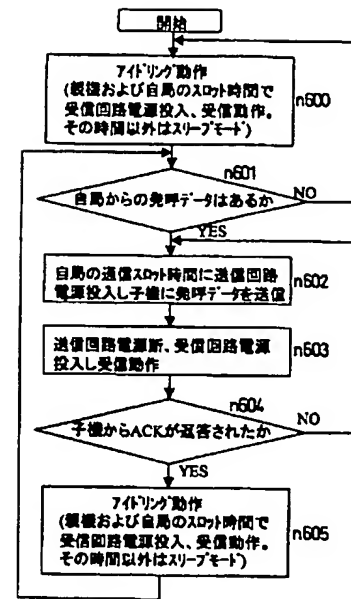 開始
アイドリング動作
(親機および自局のスロット時間で
受信回路電源投入、受信動作。
その時間以外はスリープモード)
n600
n601
自局からの発呼データはあるか
NO
YES
自局の通信スロット時間に送信回路
電源投入し子機に発呼データを送信
n602
送信回路電源断、受信回路電源
投入し受信動作
n603
n604
子機からACKが返答されたか
NO
YES
アイドリング動作
(親機および自局のスロット時間で
受信回路電源投入、受信動作。
その時間以外はスリープモード)
n605